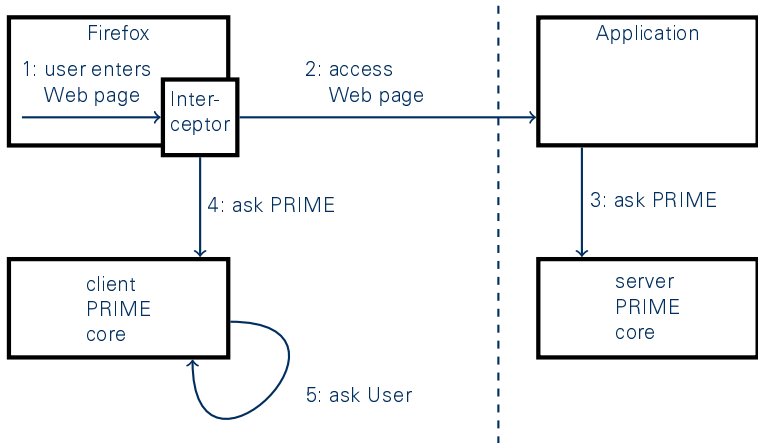 Firefox
1: user enters
Web page
Inter-
ceptor
2: access
Web page
Application
4: ask PRIME
3: ask PRIME
client
PRIME
core
server
PRIME
core
5: ask User